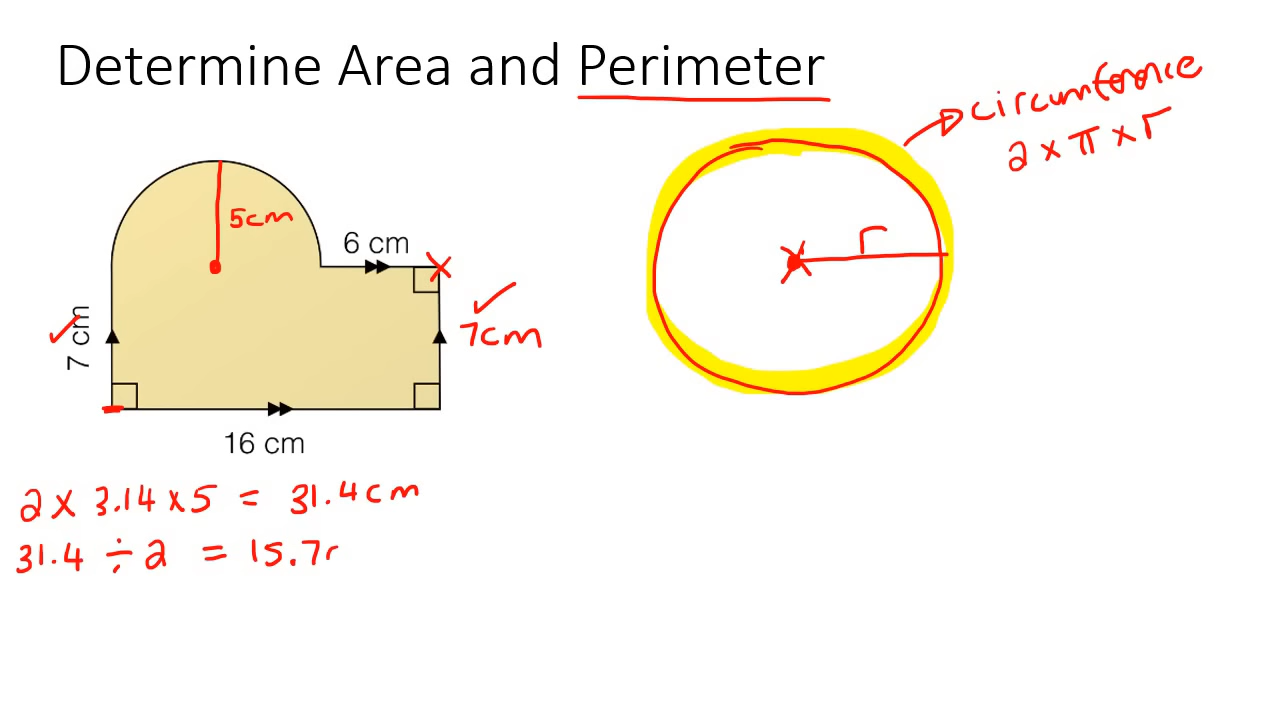 Determine Area and Perimeter
circumference
2 × π × r
5cm
6 cm
r
7 cm
7cm
16 cm
2 × 3.14 × 5 = 31.4cm
31.4 ÷ 2 = 15.7